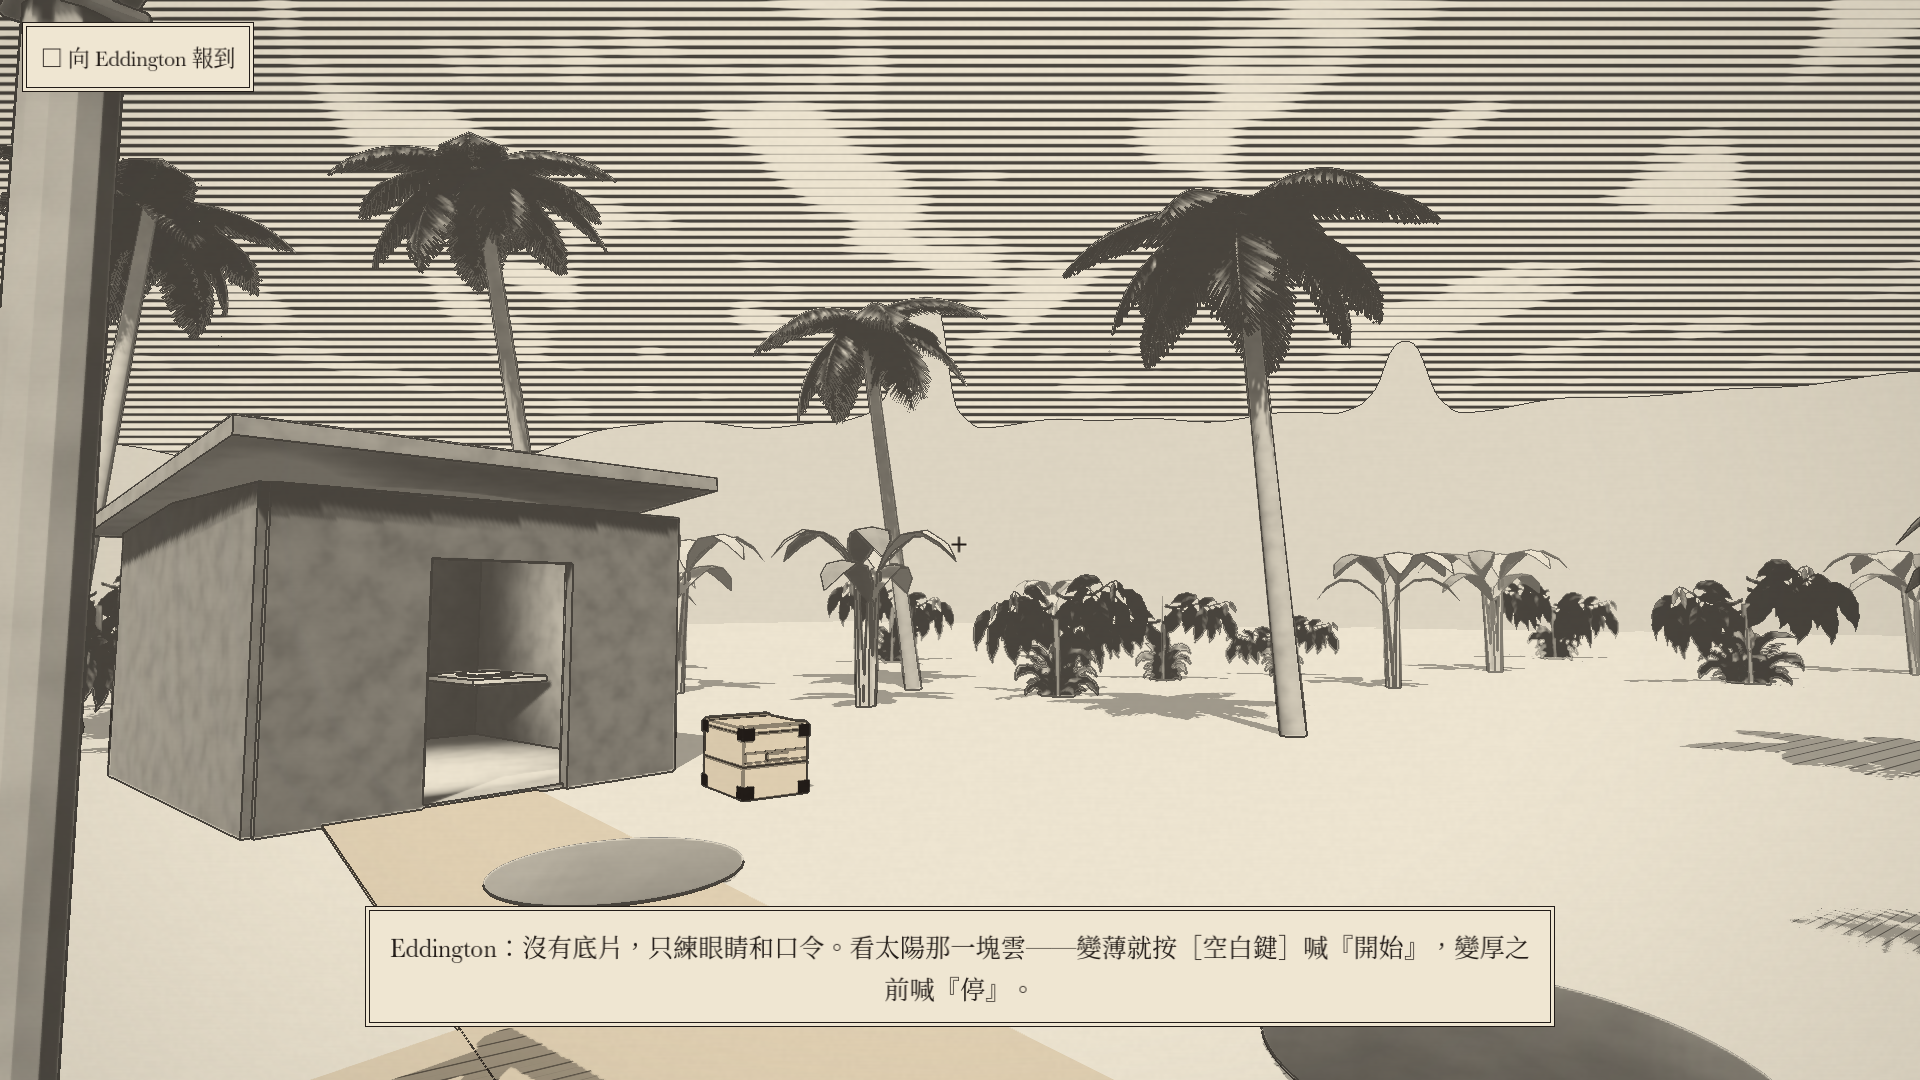 □ 向 Eddington 報到
Eddington：沒有底片，只練眼睛和口令。看太陽那一塊雲——變薄就按［空白鍵］喊『開始』，變厚之
前喊『停』。